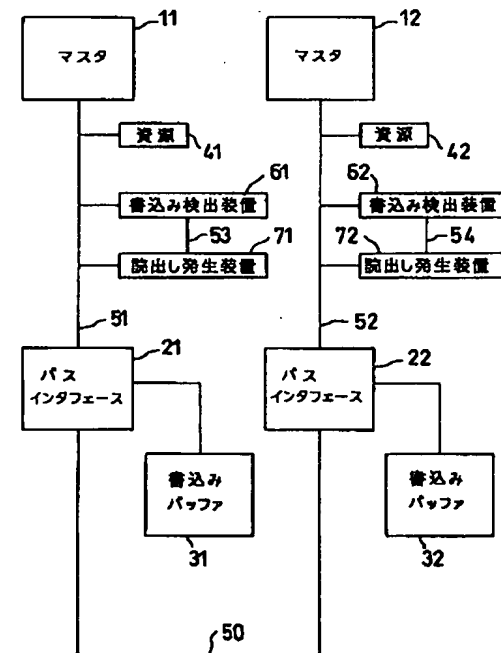 11
マスタ
12
マスタ
資源
41
資源
42
61
書込み検出装置
62
書込み検出装置
53
54
71
読出し発生装置
72
読出し発生装置
51
52
21
バス
インタフェース
22
バス
インタフェース
書込み
バッファ
31
書込み
バッファ
32
50